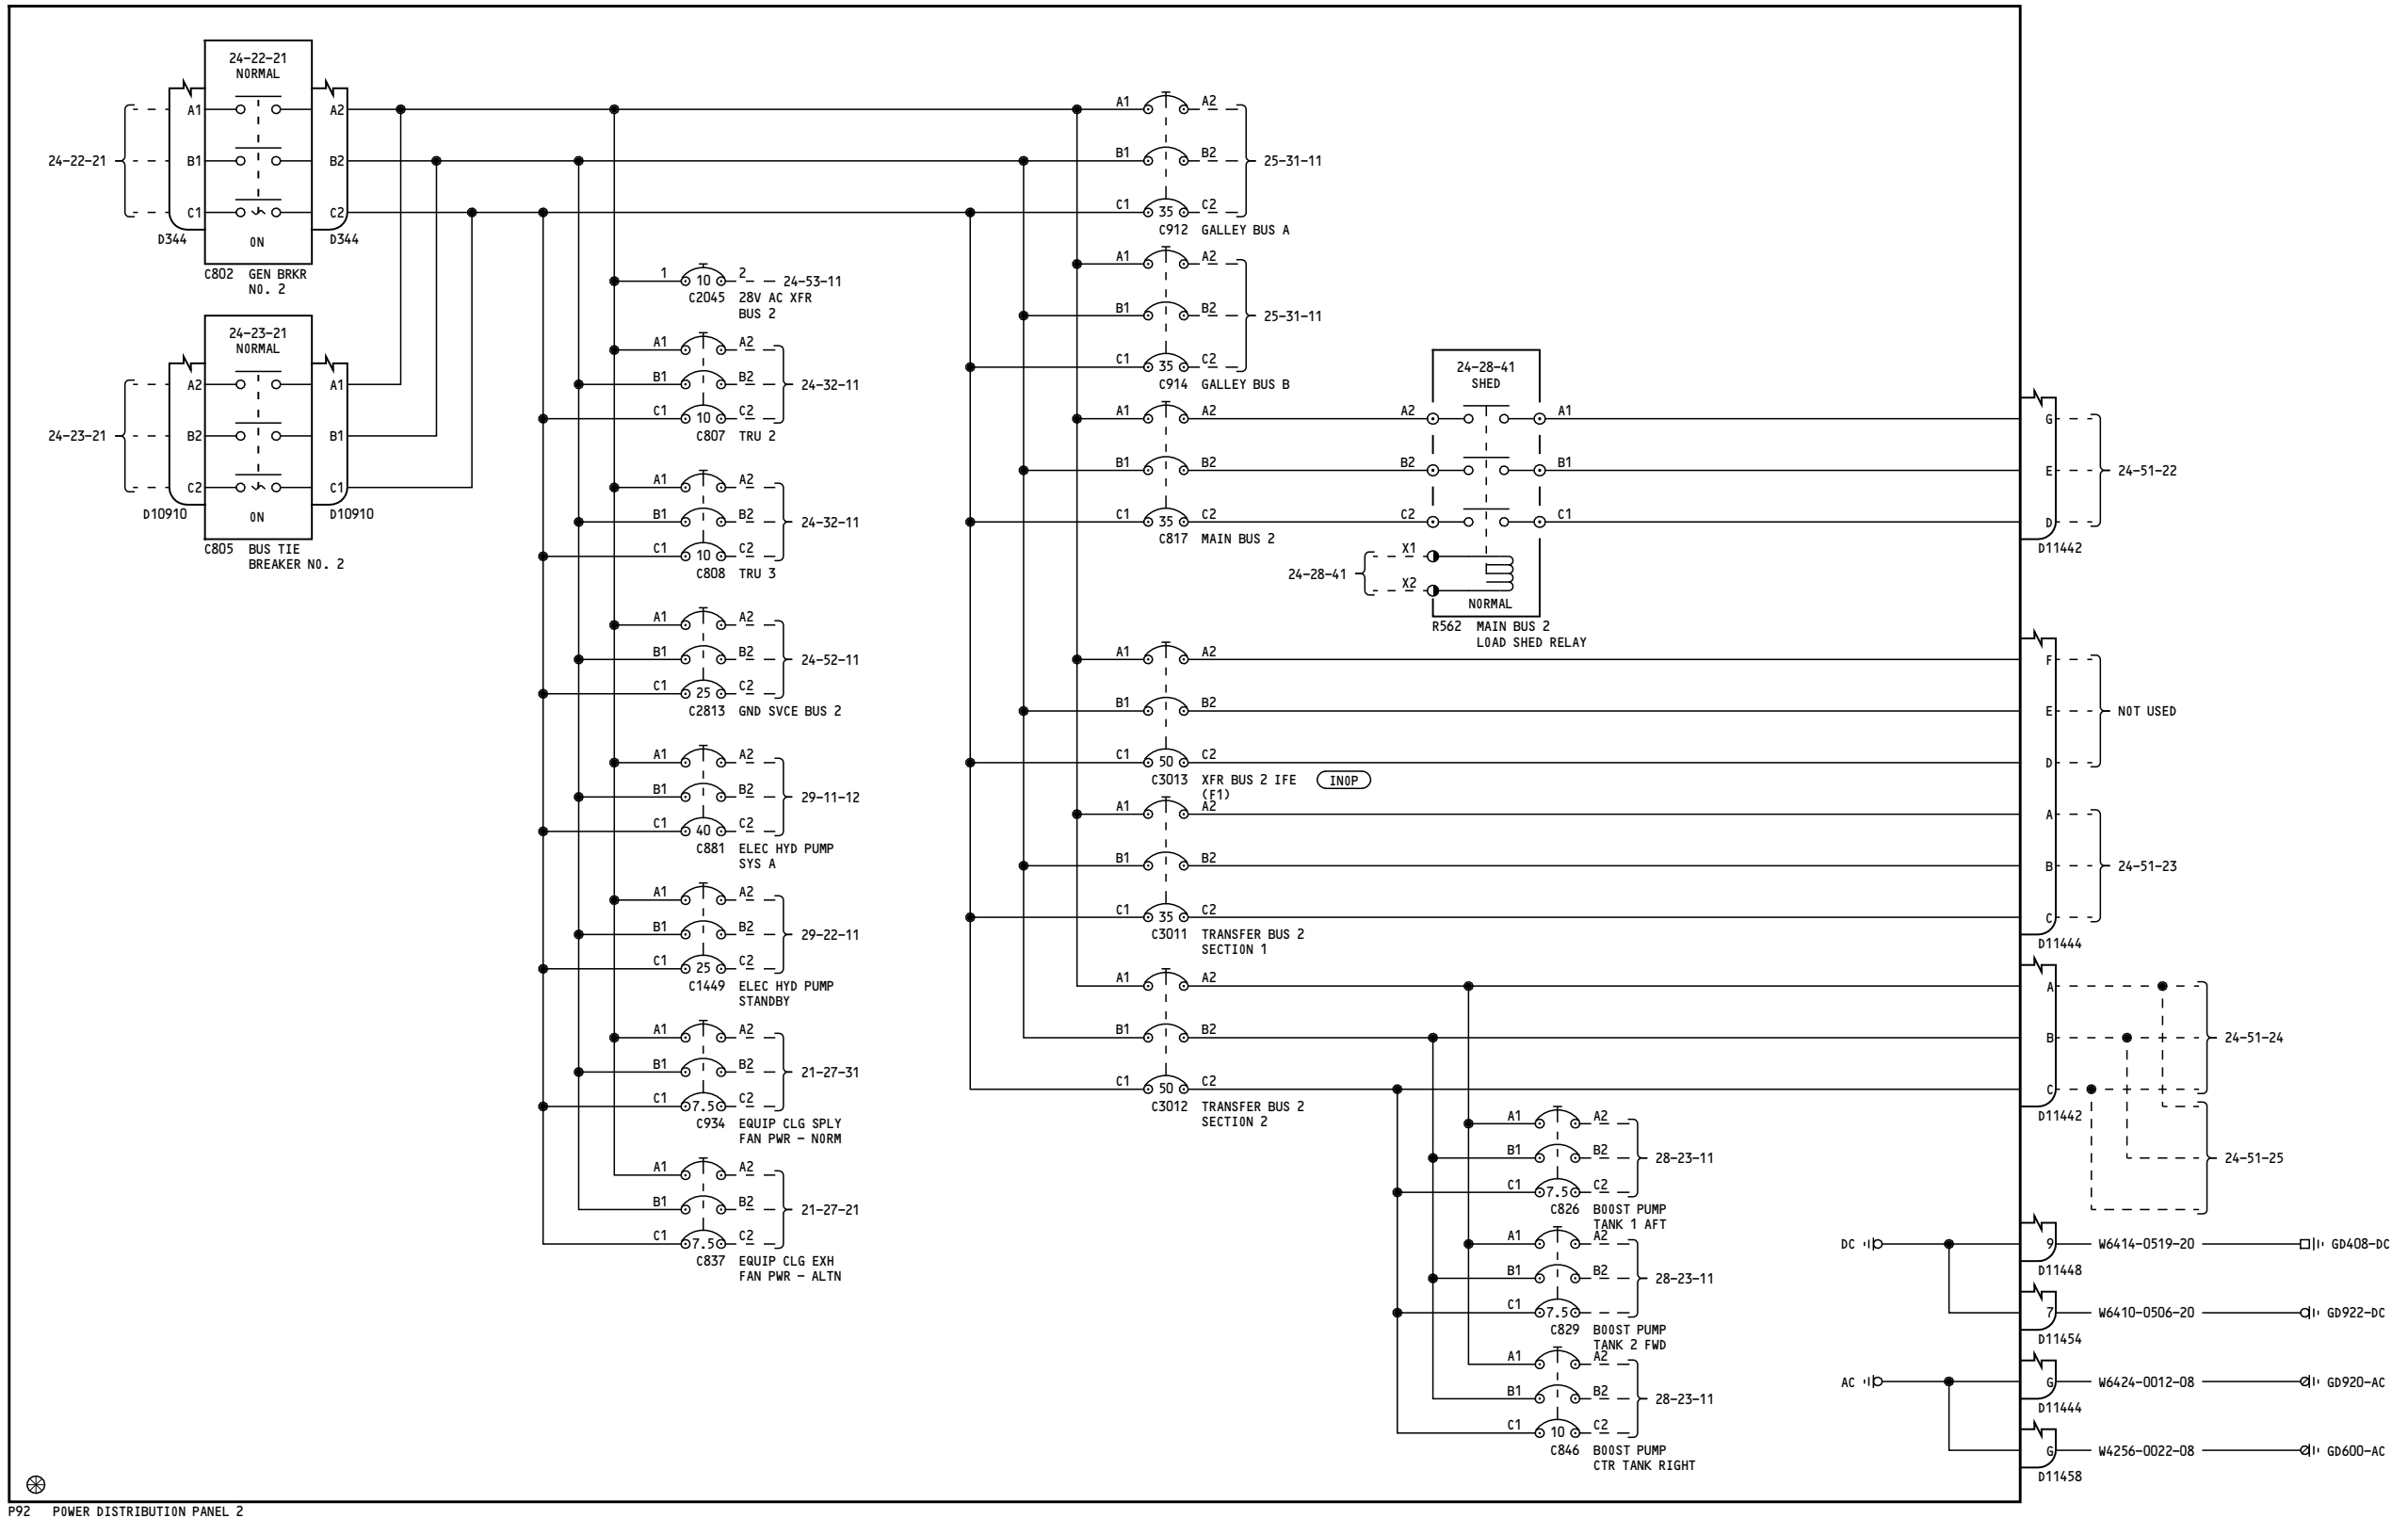 24-22-21
NORMAL
A1
A2
24-22-21
B1
B2
C1
C2
D344
ON
D344
C802 GEN BRKR
NO. 2
24-23-21
NORMAL
A2
A1
24-23-21
B2
B1
C2
C1
D10910
ON
D10910
C805 BUS TIE
BREAKER NO. 2
1 10 2 24-53-11
C2045 28V AC XFR
BUS 2
A1 A2
B1 B2 24-32-11
C1 10 C2
C807 TRU 2
A1 A2
B1 B2 24-32-11
C1 10 C2
C808 TRU 3
A1 A2
B1 B2 24-52-11
C1 25 C2
C2813 GND SVCE BUS 2
A1 A2
B1 B2 29-11-12
C1 40 C2
C881 ELEC HYD PUMP
SYS A
A1 A2
B1 B2 29-22-11
C1 25 C2
C1449 ELEC HYD PUMP
STANDBY
A1 A2
B1 B2 21-27-31
C1 7.5 C2
C934 EQUIP CLG SPLY
FAN PWR - NORM
A1 A2
B1 B2 21-27-21
C1 7.5 C2
C837 EQUIP CLG EXH
FAN PWR - ALTN
A1 A2
B1 B2 25-31-11
C1 35 C2
C912 GALLEY BUS A
A1 A2
B1 B2 25-31-11
C1 35 C2
C914 GALLEY BUS B
A1 A2
B1 B2
C1 35 C2
C817 MAIN BUS 2
24-28-41
SHED
A2 A1
B2 B1
C2 C1
X1
24-28-41
X2
NORMAL
R562 MAIN BUS 2
LOAD SHED RELAY
G
E 24-51-22
D
D11442
A1 A2
B1 B2
C1 50 C2
C3013 XFR BUS 2 IFE INOP
(F1)
F
E NOT USED
D
A1 A2
B1 B2
C1 35 C2
C3011 TRANSFER BUS 2
SECTION 1
A
B 24-51-23
C
D11444
A1 A2
B1 B2
C1 50 C2
C3012 TRANSFER BUS 2
SECTION 2
A
B 24-51-24
C
D11442
24-51-25
A1 A2
B1 B2 28-23-11
C1 7.5 C2
C826 BOOST PUMP
TANK 1 AFT
A1 A2
B1 B2 28-23-11
C1 7.5
C829 BOOST PUMP
TANK 2 FWD
A1 A2
B1 B2 28-23-11
C1 10 C2
C846 BOOST PUMP
CTR TANK RIGHT
DC 9 W6414-0519-20 GD408-DC
D11448
7 W6410-0506-20 GD922-DC
D11454
AC G W6424-0012-08 GD920-AC
D11444
G W4256-0022-08 GD600-AC
D11458
P92 POWER DISTRIBUTION PANEL 2